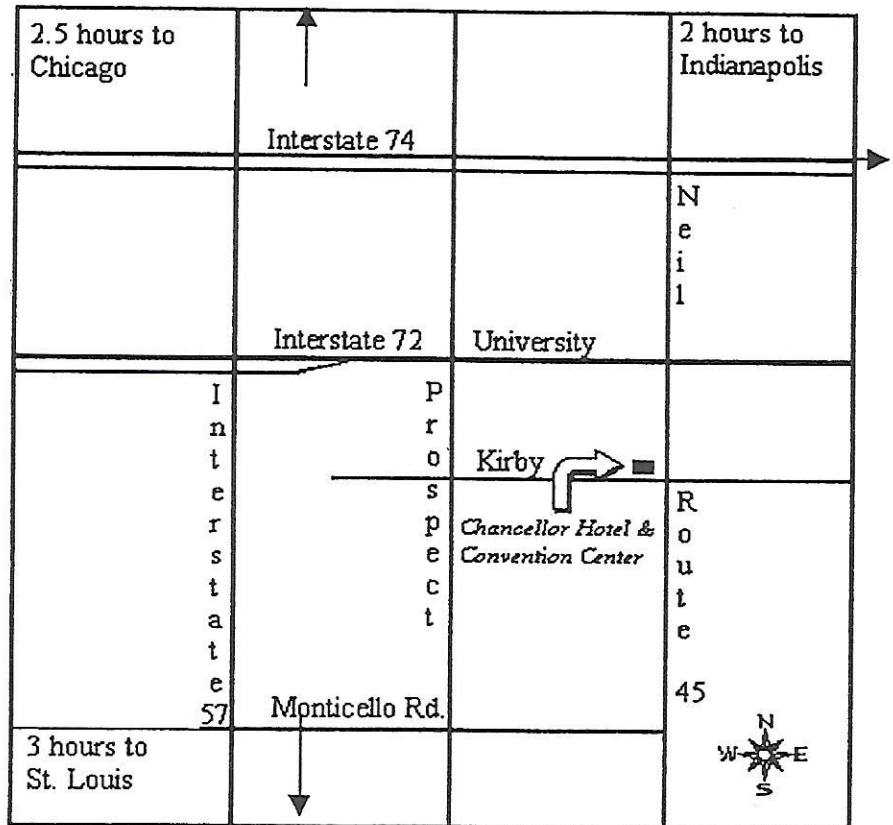 2.5 hours to
Chicago
2 hours to
Indianapolis
Interstate 74
Neil
Interstate 72
University
Interstate
57
Prospect
Kirby
Chancellor Hotel &
Convention Center
Route
45
Monticello Rd.
3 hours to
St. Louis
N
W
E
S